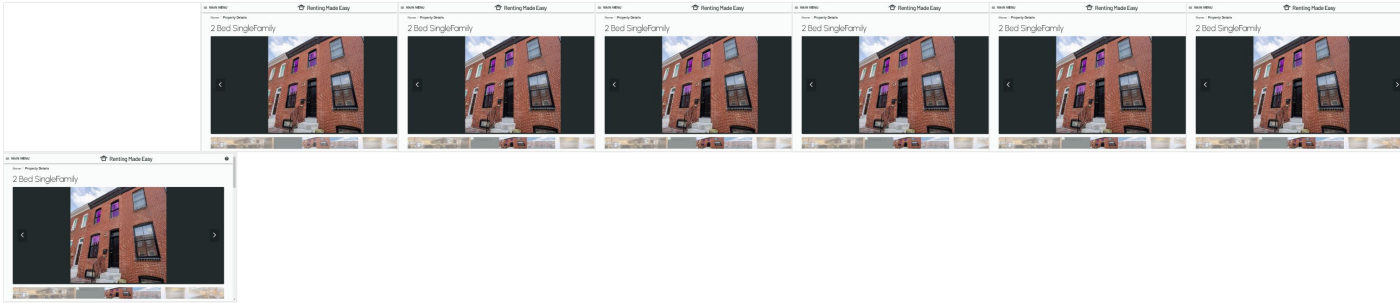 ≡ MAIN MENU Renting Made Easy ≡ MAIN MENU Renting Made Easy ≡ MAIN MENU Renting Made Easy ≡ MAIN MENU Renting Made Easy ≡ MAIN MENU Renting Made Easy ≡ MAIN MENU Renting Made Easy
Home Property Details Home Property Details Home Property Details Home Property Details Home Property Details Home Property Details
2 Bed SingleFamily 2 Bed SingleFamily 2 Bed SingleFamily 2 Bed SingleFamily 2 Bed SingleFamily 2 Bed SingleFamily
≡ MAIN MENU Renting Made Easy
Home Property Details
2 Bed SingleFamily